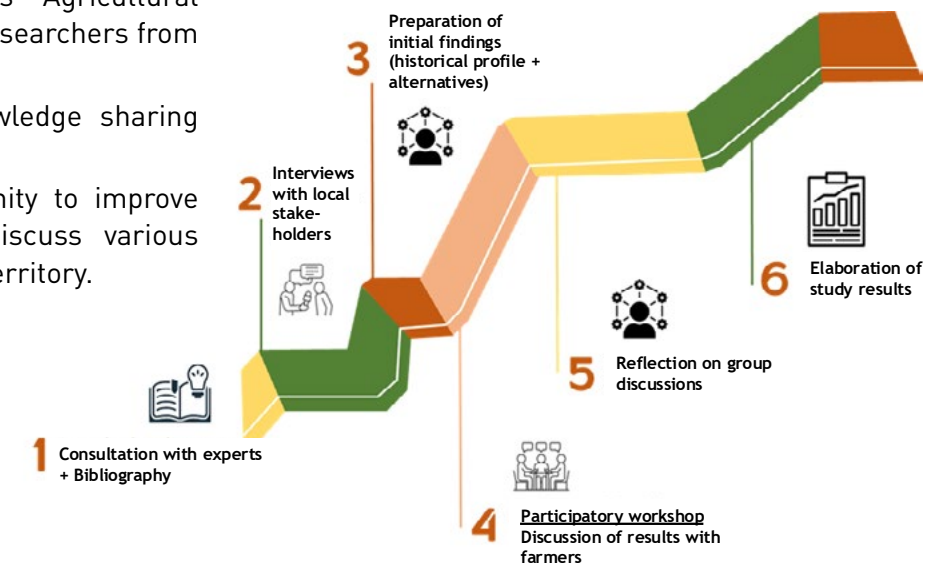 Agricultural
searchers from
wledge sharing
nity to improve
iscuss various
erritory.
1
Consultation with experts
+ Bibliography
2
Interviews
with local
stake-
holders
3
Preparation of
initial findings
(historical profile +
alternatives)
4
Participatory workshop
Discussion of results with
farmers
5
Reflection on group
discussions
6
Elaboration of
study results